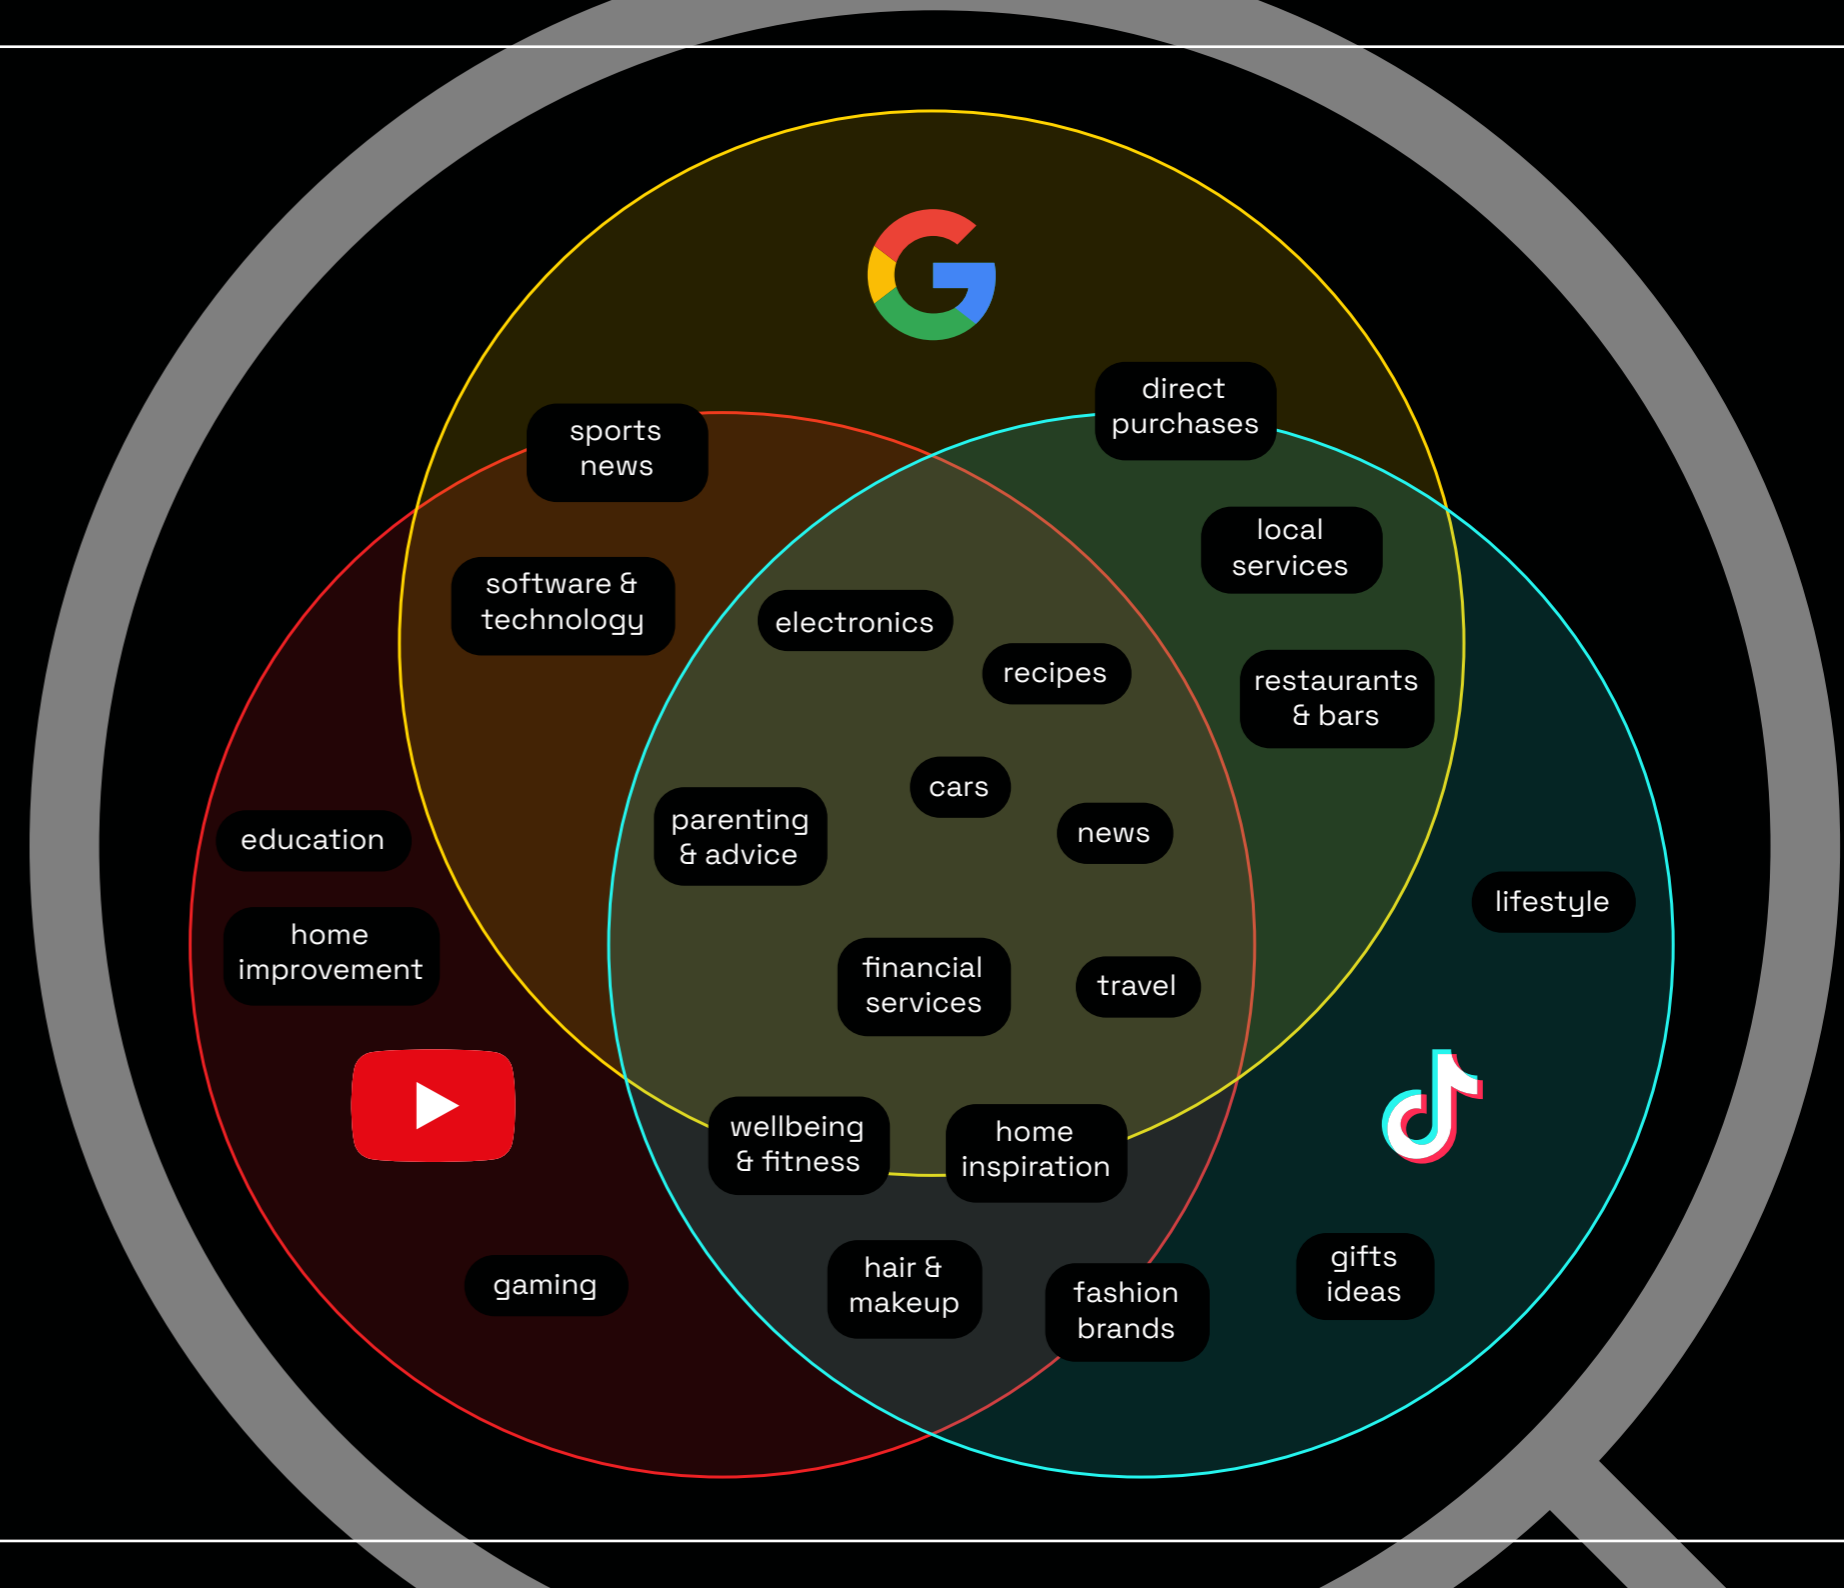 direct
purchases
sports
news
local
services
software &
technology
electronics
recipes
restaurants
& bars
cars
parenting
& advice
news
education
lifestyle
home
improvement
financial
services
travel
wellbeing
& fitness
home
inspiration
gifts
ideas
hair &
makeup
gaming
fashion
brands